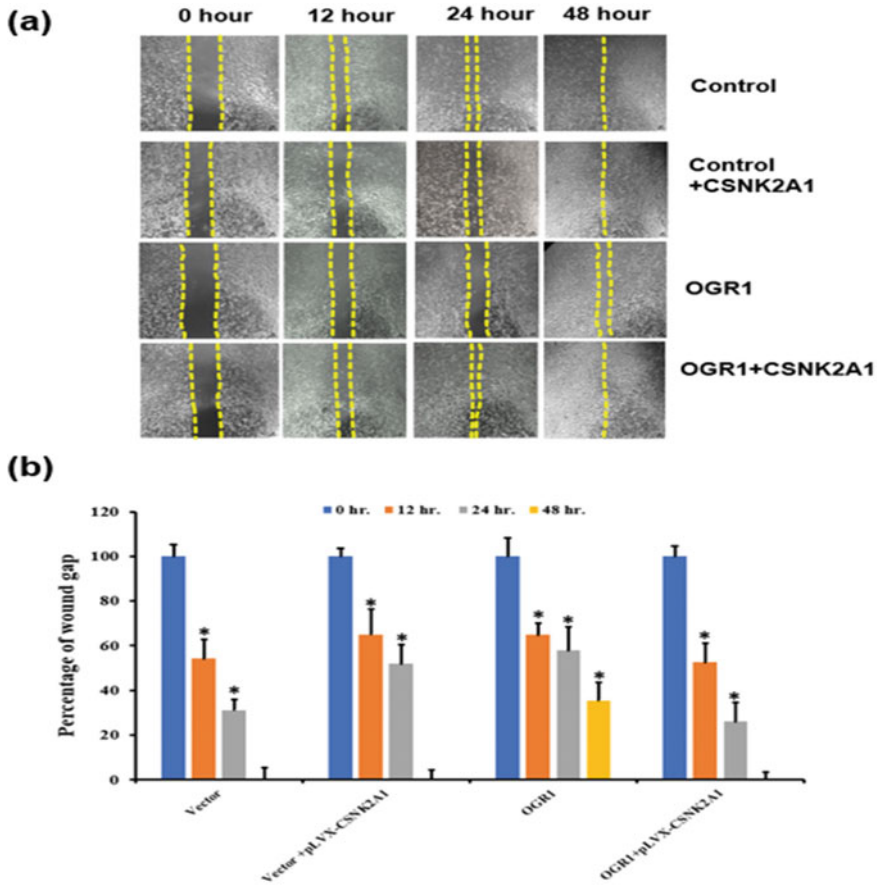 (a)
0 hour 12 hour 24 hour 48 hour
Control
Control
+CSNK2A1
OGR1
OGR1+CSNK2A1
(b)
0 hr. 12 hr. 24 hr. 48 hr.
Percentage of wound gap
120
100
80
60
40
20
0
* * * * * * * * *
Vector
Vector +pLVX-CSNK2A1
OGR1
OGR1+pLVX-CSNK2A1